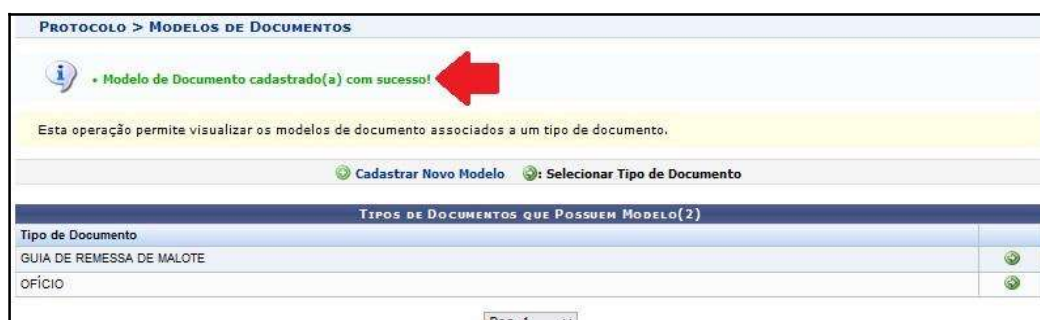 PROTOCOLO > MODELOS DE DOCUMENTOS
• Modelo de Documento cadastrado(a) com sucesso!
Esta operação permite visualizar os modelos de documento associados a um tipo de documento.
Cadastrar Novo Modelo : Selecionar Tipo de Documento
TIPOS DE DOCUMENTOS QUE POSSUEM MODELO(2)
Tipo de Documento
GUIA DE REMESSA DE MALOTE
OFÍCIO